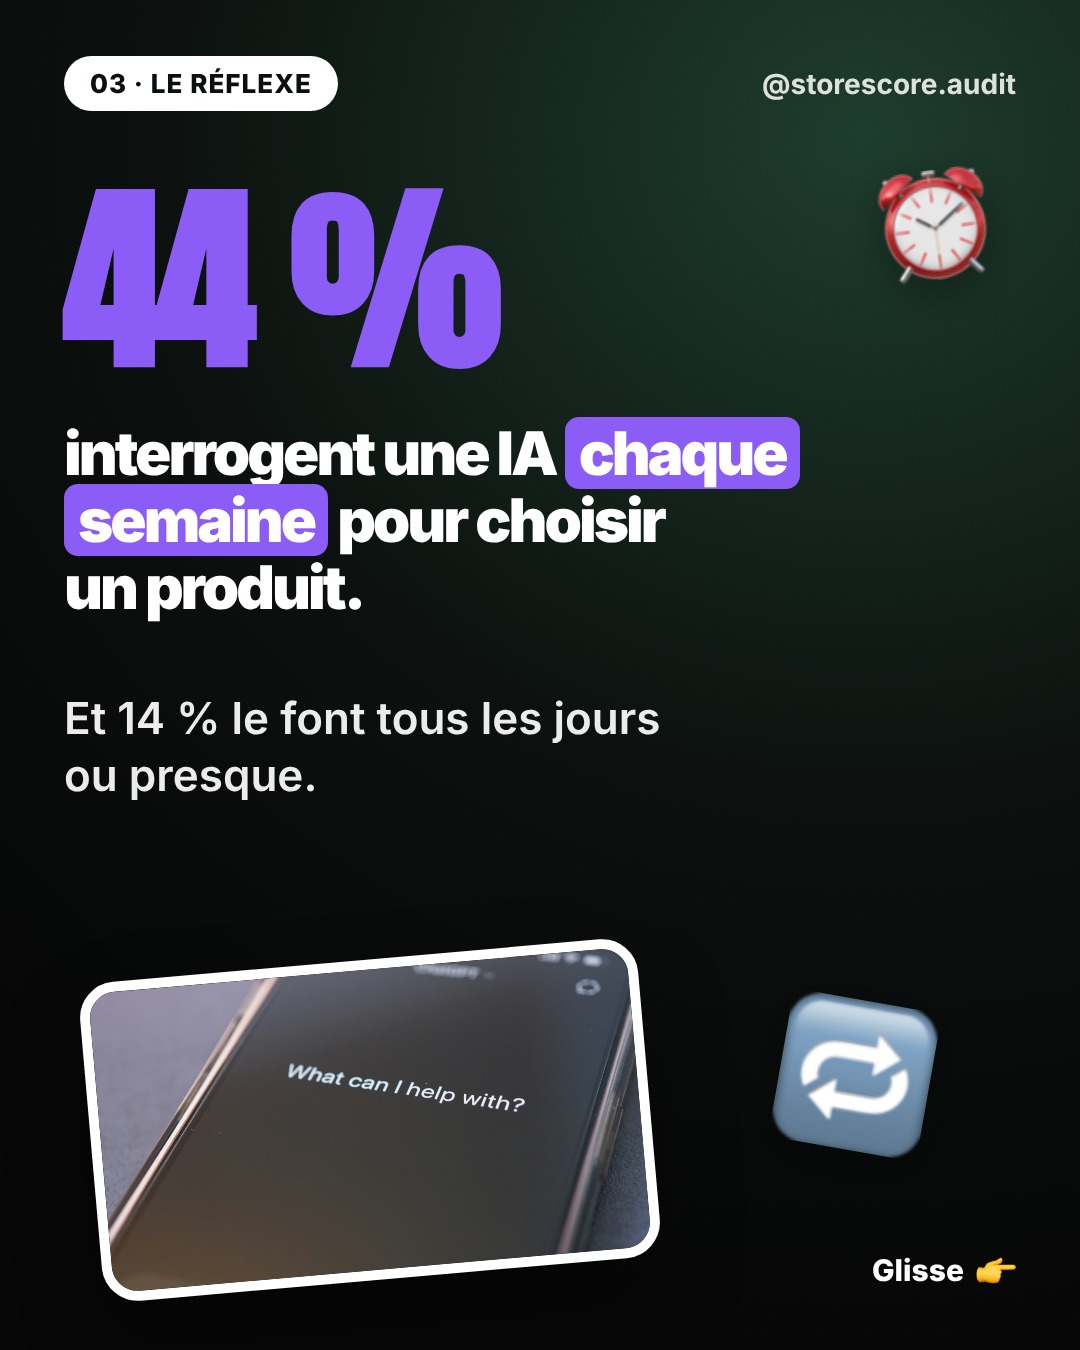 03 · LE RÉFLEXE
@storescore.audit
44 %
interrogent une IA chaque
semaine pour choisir
un produit.
Et 14 % le font tous les jours
ou presque.
What can I help with?
Glisse 👉